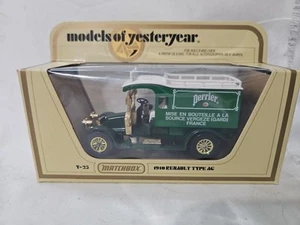 models of yesteryear
Perrier
MISE EN BOUTEILLE A LA
SOURCE VERGEZE (GARD)
FRANCE
Y-25
MATCHBOX
1910 RENAULT TYPE AG